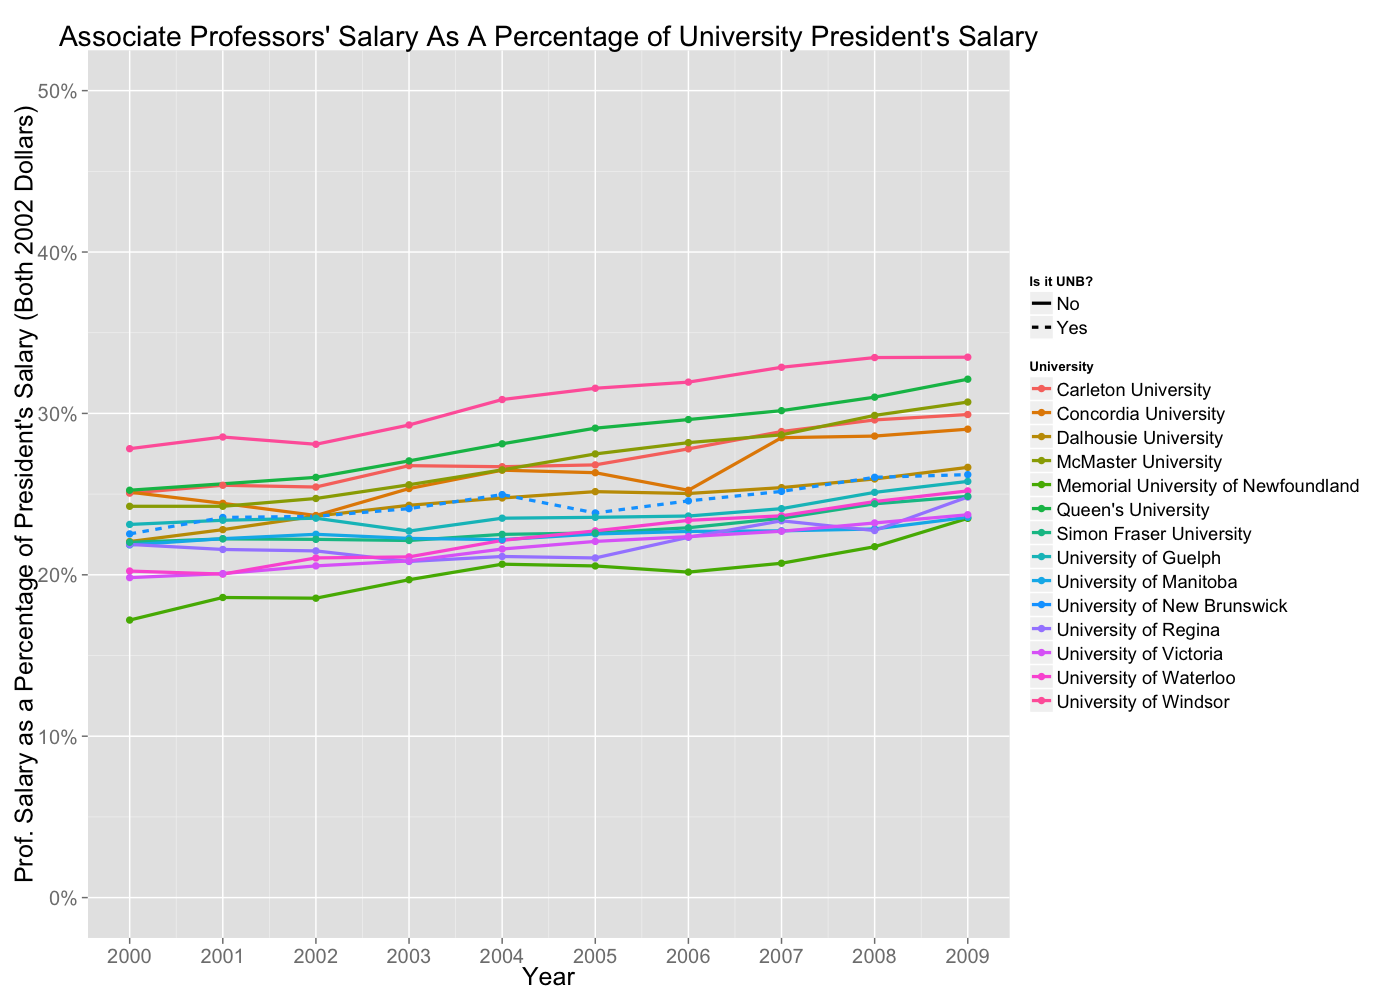 Associate Professors' Salary As A Percentage of University President's Salary
Prof. Salary as a Percentage of President's Salary (Both 2002 Dollars)
50%
40%
30%
20%
10%
0%
2000 2001 2002 2003 2004 2005 2006 2007 2008 2009
Year
Is it UNB?
No
Yes
University
Carleton University
Concordia University
Dalhousie University
McMaster University
Memorial University of Newfoundland
Queen's University
Simon Fraser University
University of Guelph
University of Manitoba
University of New Brunswick
University of Regina
University of Victoria
University of Waterloo
University of Windsor